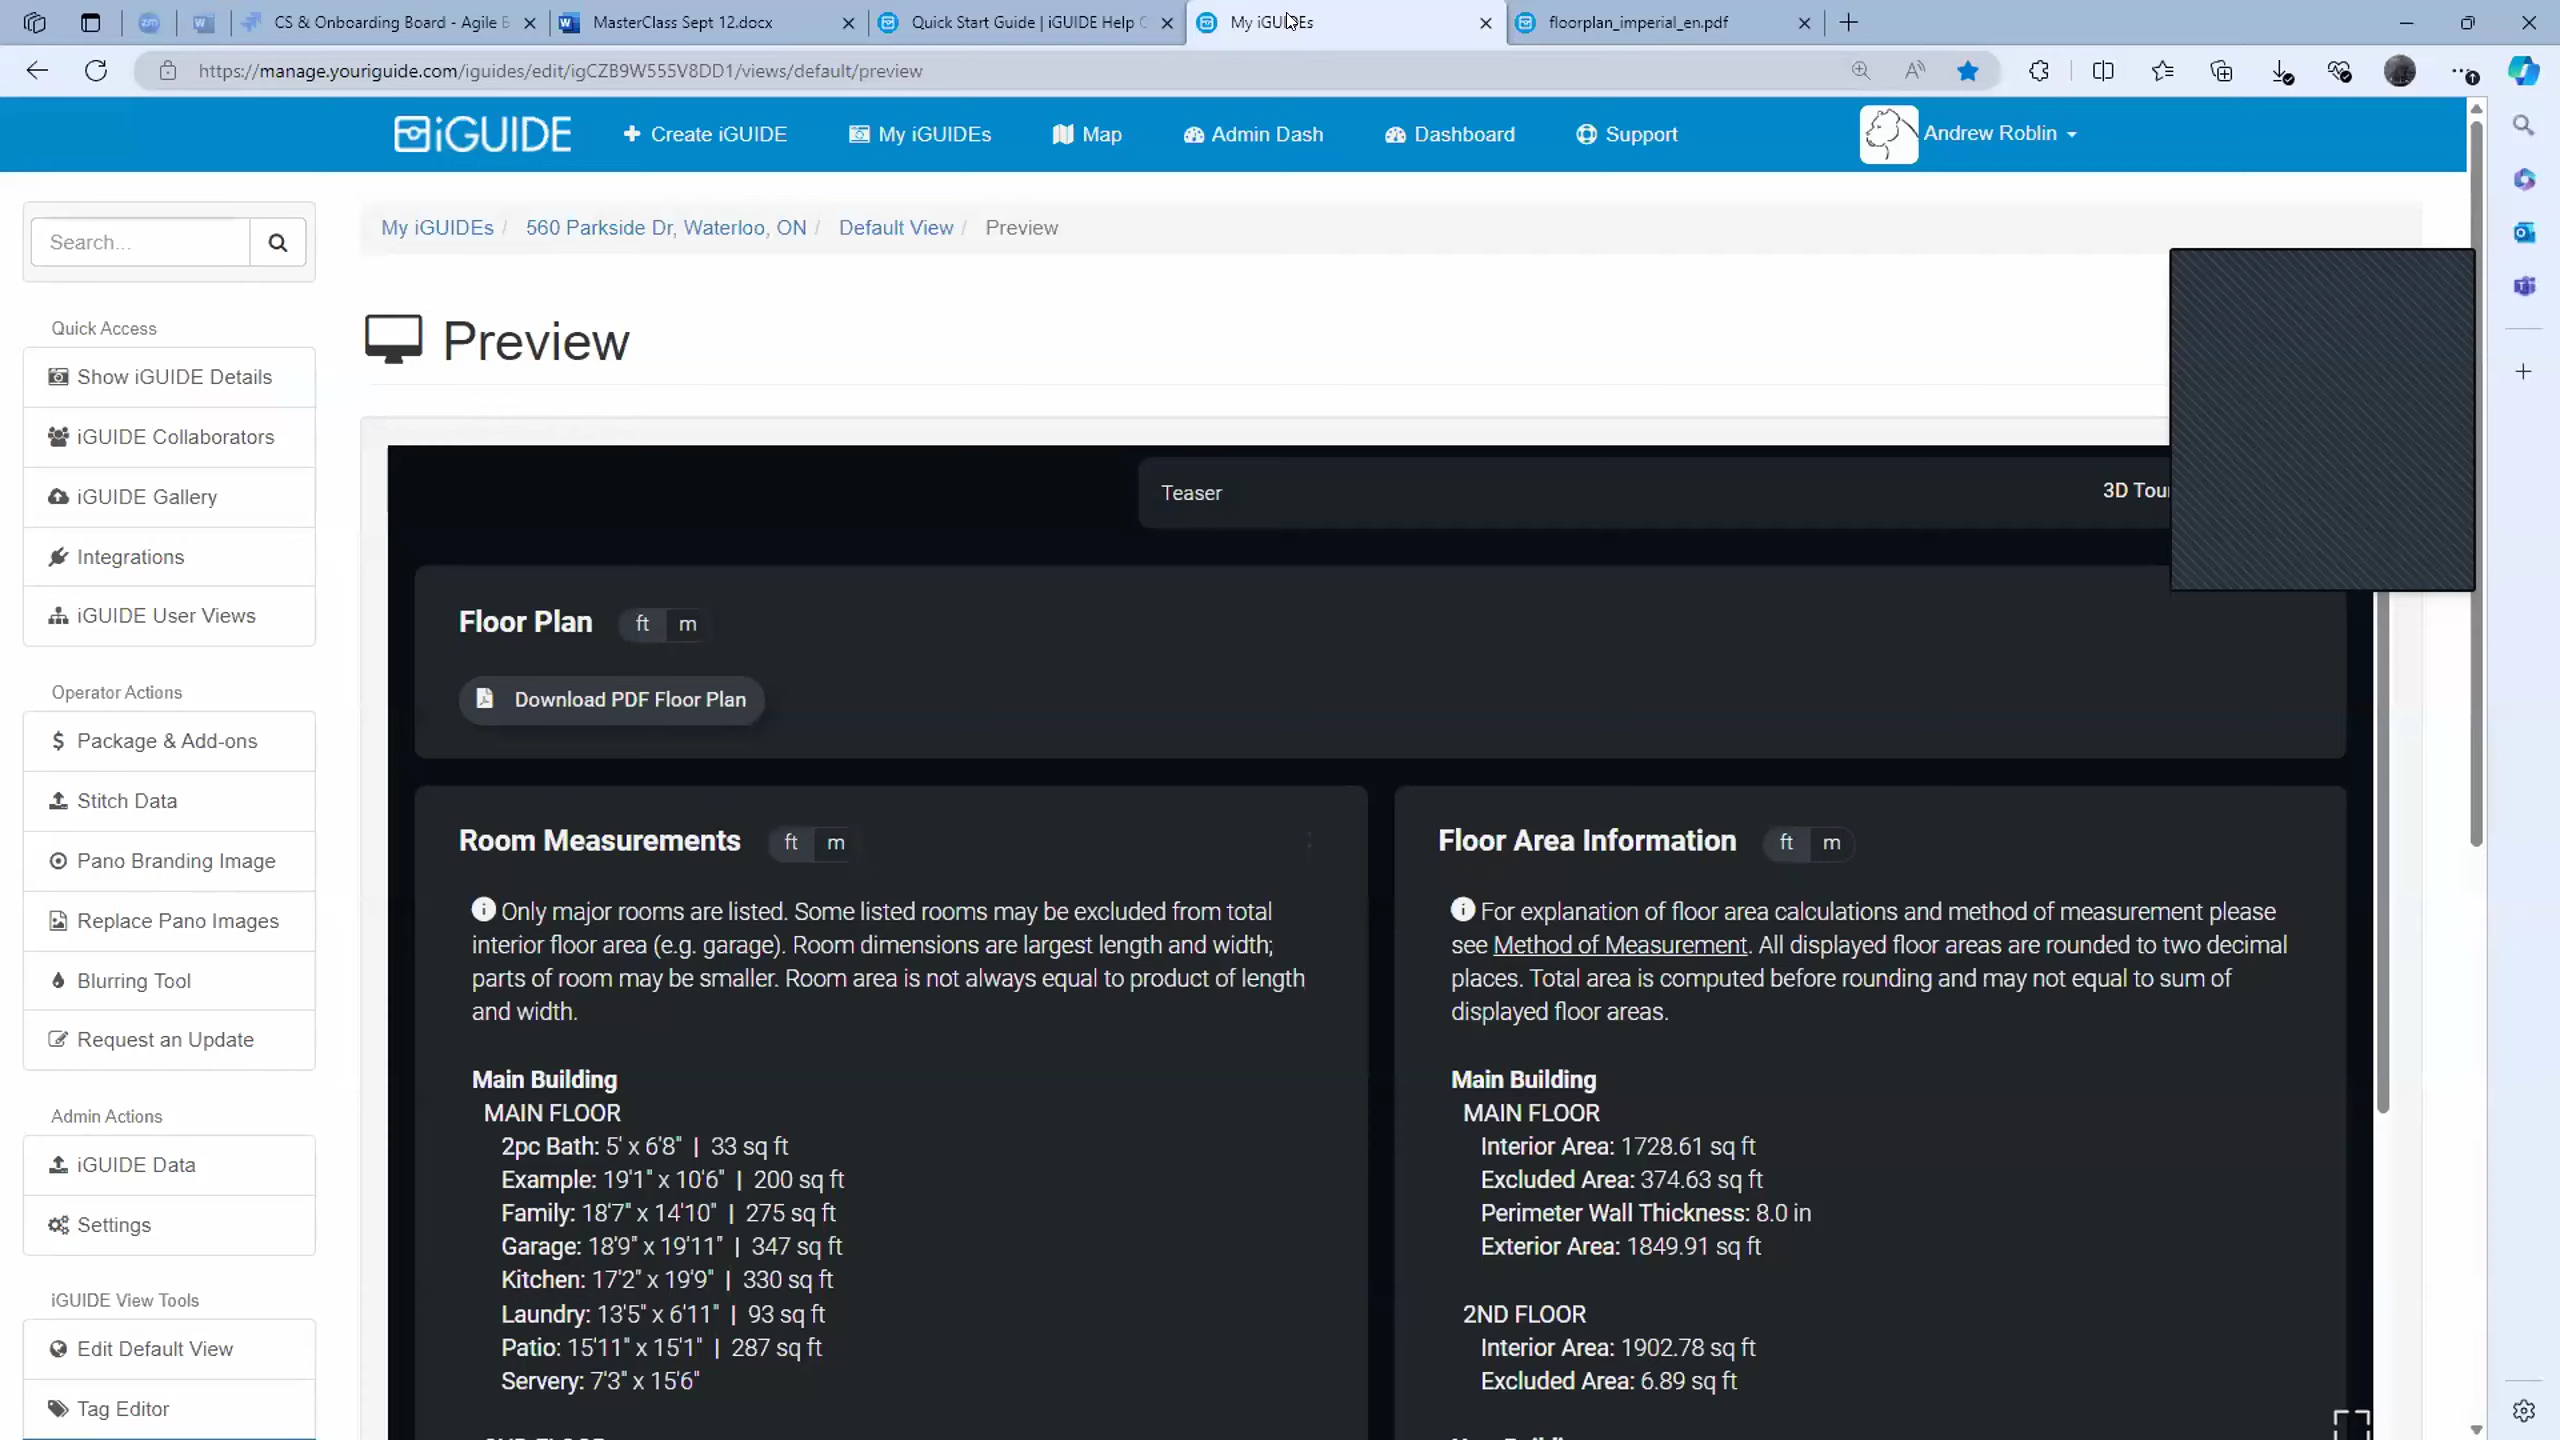 CS & Onboarding Board - Agile B
MasterClass Sept 12.docx
Quick Start Guide | iGUIDE Help C
My iGUIDEs
floorplan_imperial_en.pdf
https://manage.youriguide.com/iguides/edit/igCZB9W555V8DD1/views/default/preview
iGUIDE
Create iGUIDE
My iGUIDEs
Map
Admin Dash
Dashboard
Support
Andrew Roblin
Search...
My iGUIDEs / 560 Parkside Dr, Waterloo, ON / Default View / Preview
Preview
Quick Access
Show iGUIDE Details
iGUIDE Collaborators
iGUIDE Gallery
Integrations
iGUIDE User Views
Operator Actions
Package & Add-ons
Stitch Data
Pano Branding Image
Replace Pano Images
Blurring Tool
Request an Update
Admin Actions
iGUIDE Data
Settings
iGUIDE View Tools
Edit Default View
Tag Editor
Teaser
3D Tour
Floor Plan ft m
Download PDF Floor Plan
Room Measurements ft m
Only major rooms are listed. Some listed rooms may be excluded from total
interior floor area (e.g. garage). Room dimensions are largest length and width;
parts of room may be smaller. Room area is not always equal to product of length
and width.
Main Building
MAIN FLOOR
2pc Bath: 5' x 6'8" | 33 sq ft
Example: 19'1" x 10'6" | 200 sq ft
Family: 18'7" x 14'10" | 275 sq ft
Garage: 18'9" x 19'11" | 347 sq ft
Kitchen: 17'2" x 19'9" | 330 sq ft
Laundry: 13'5" x 6'11" | 93 sq ft
Patio: 15'11" x 15'1" | 287 sq ft
Servery: 7'3" x 15'6"
Floor Area Information ft m
For explanation of floor area calculations and method of measurement please
see Method of Measurement. All displayed floor areas are rounded to two decimal
places. Total area is computed before rounding and may not equal to sum of
displayed floor areas.
Main Building
MAIN FLOOR
Interior Area: 1728.61 sq ft
Excluded Area: 374.63 sq ft
Perimeter Wall Thickness: 8.0 in
Exterior Area: 1849.91 sq ft
2ND FLOOR
Interior Area: 1902.78 sq ft
Excluded Area: 6.89 sq ft